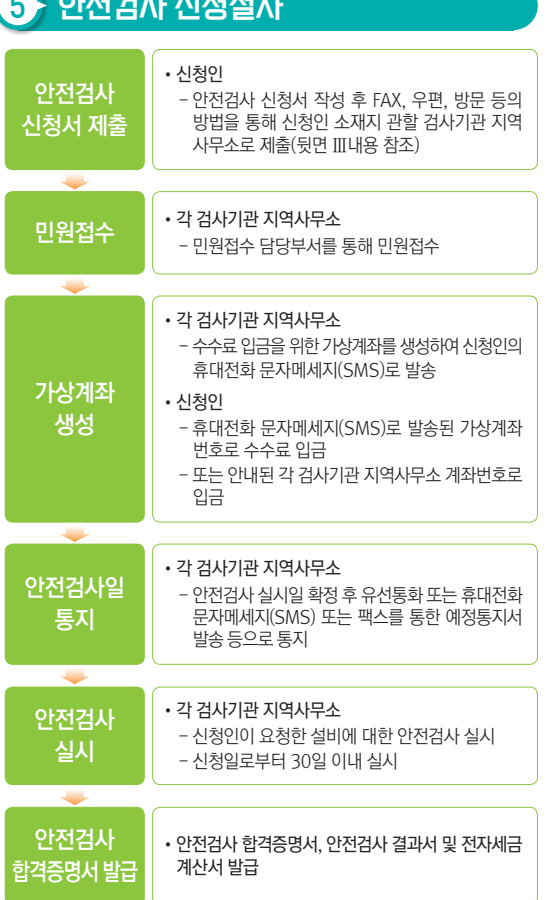 5 안전검사 신청절차
안전검사
신청서 제출
• 신청인
– 안전검사 신청서 작성 후 FAX, 우편, 방문 등의
방법을 통해 신청인 소재지 관할 검사기관 지역
사무소로 제출(뒷면 Ⅲ내용 참조)
민원접수
• 각 검사기관 지역사무소
– 민원접수 담당부서를 통해 민원접수
가상계좌
생성
• 각 검사기관 지역사무소
– 수수료 입금을 위한 가상계좌를 생성하여 신청인의
휴대전화 문자메세지(SMS)로 발송
• 신청인
– 휴대전화 문자메세지(SMS)로 발송된 가상계좌
번호로 수수료 입금
– 또는 안내된 각 검사기관 지역사무소 계좌번호로
입금
안전검사일
통지
• 각 검사기관 지역사무소
– 안전검사 실시일 확정 후 유선통화 또는 휴대전화
문자메세지(SMS) 또는 팩스를 통한 예정통지서
발송 등으로 통지
안전검사
실시
• 각 검사기관 지역사무소
– 신청인이 요청한 설비에 대한 안전검사 실시
– 신청일로부터 30일 이내 실시
안전검사
합격증명서 발급
• 안전검사 합격증명서, 안전검사 결과서 및 전자세금
계산서 발급